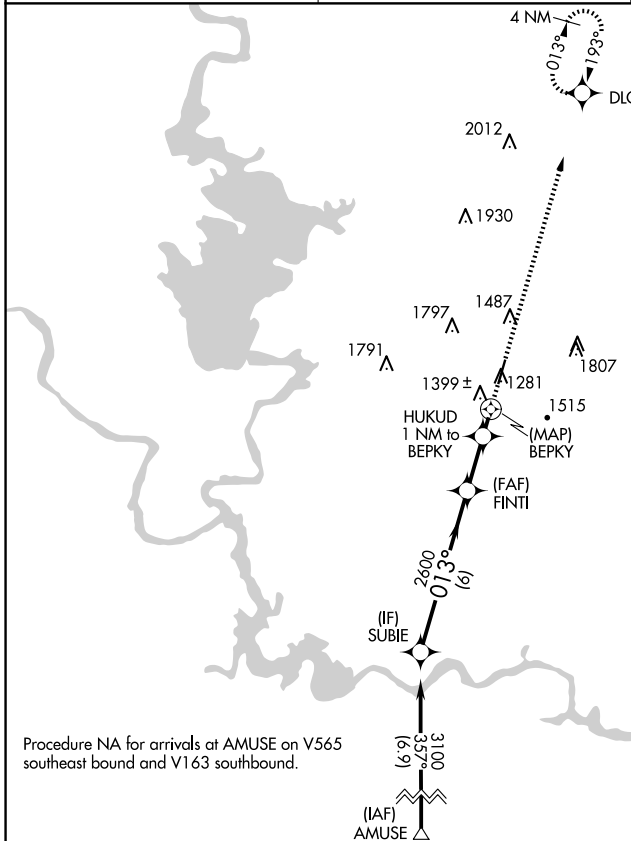 4 NM
013°
193°
DLC
2012
1930
1487
1797
1791
1807
1399 ±
1281
1515
HUKUD
1 NM to
BEPKY
(MAP)
BEPKY
(FAF)
FINTI
2600
013°
(6)
(IF)
SUBIE
3100
357°
(6.9)
Procedure NA for arrivals at AMUSE on V565
southeast bound and V163 southbound.
(IAF)
AMUSE